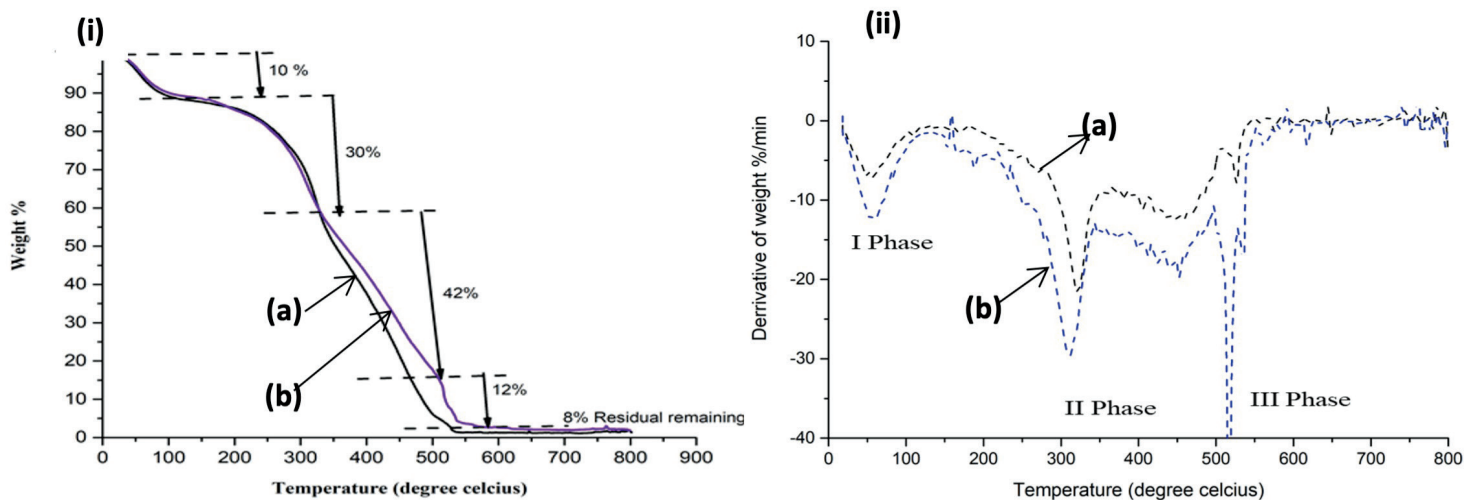 (i)
10 %
30%
42%
12%
8% Residual remaining
(a)
(b)
Weight %
90
80
70
60
50
40
30
20
10
0
0 100 200 300 400 500 600 700 800 900
Temperature (degree celcius)
(ii)
(a)
(b)
I Phase
II Phase
III Phase
Derrivative of weight %/min
10
0
-10
-20
-30
-40
0 100 200 300 400 500 600 700 800
Temperature (degree celcius)